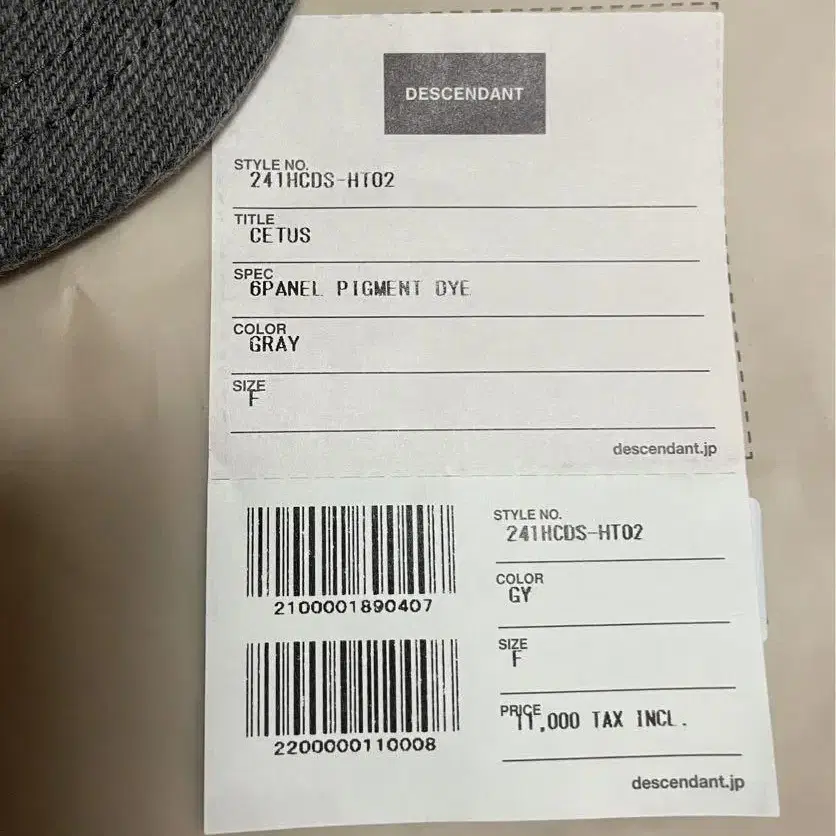 DESCENDANT
STYLE NO.
241HCDS-HT02
TITLE
CETUS
SPEC
6PANEL PIGMENT DYE
COLOR
GRAY
SIZE
F
descendant.jp
2100001890407
2200000110008
STYLE NO.
241HCDS-HT02
COLOR
GY
SIZE
F
PRICE
11,000 TAX INCL.
descendant.jp